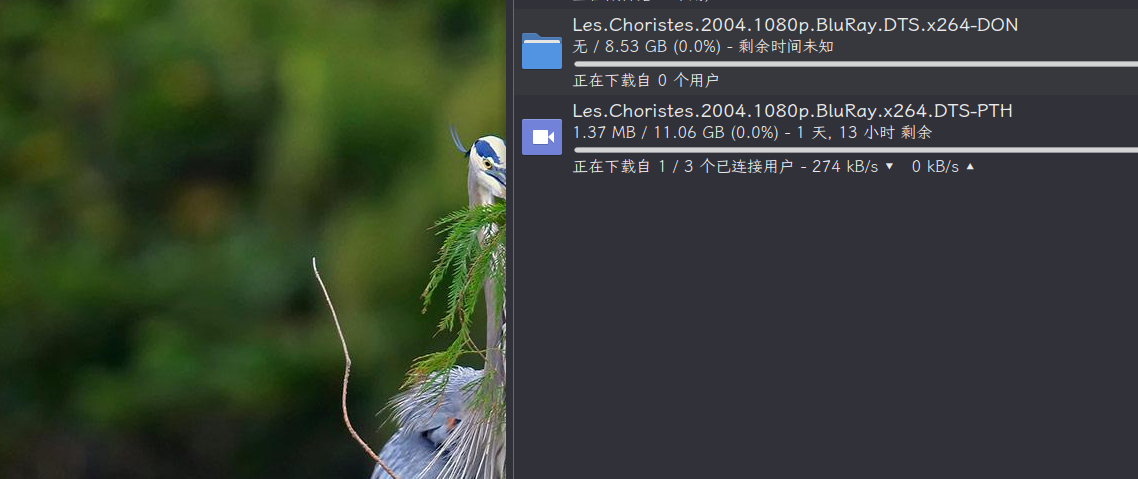 Les.Choristes.2004.1080p.BluRay.DTS.x264-DON
无 / 8.53 GB (0.0%) - 剩余时间未知
正在下载自 0 个用户
Les.Choristes.2004.1080p.BluRay.x264.DTS-PTH
1.37 MB / 11.06 GB (0.0%) - 1 天, 13 小时 剩余
正在下载自 1 / 3 个已连接用户 - 274 kB/s ▼ 0 kB/s ▲